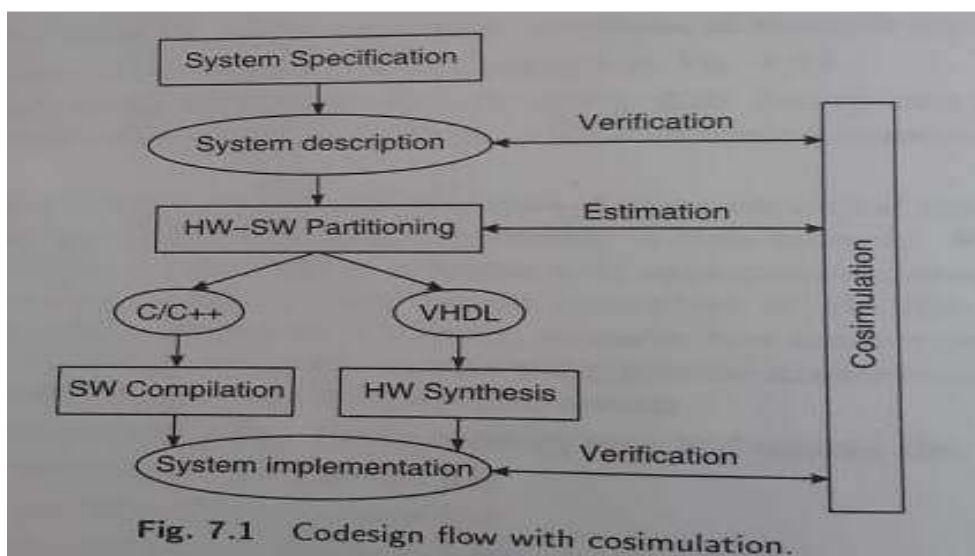 System Specification
System description
Verification
HW–SW Partitioning
Estimation
Cosimulation
C/C++
VHDL
SW Compilation
HW Synthesis
System implementation
Verification
Fig. 7.1 Codesign flow with cosimulation.